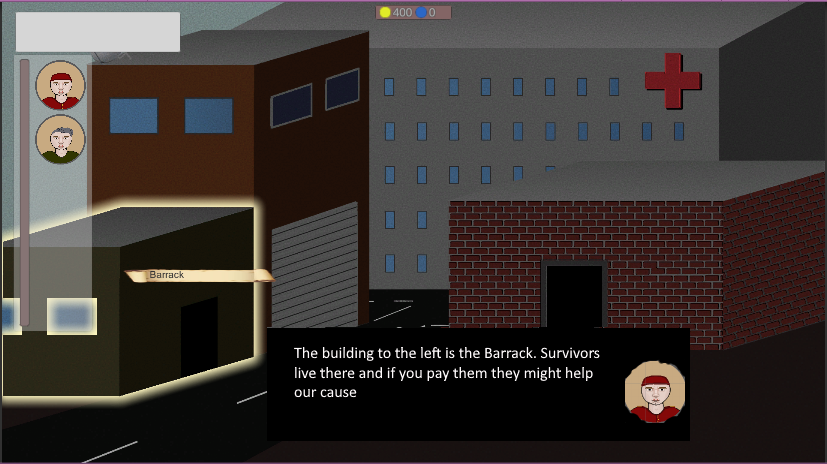 400 0
Barrack
The building to the left is the Barrack. Survivors
live there and if you pay them they might help
our cause